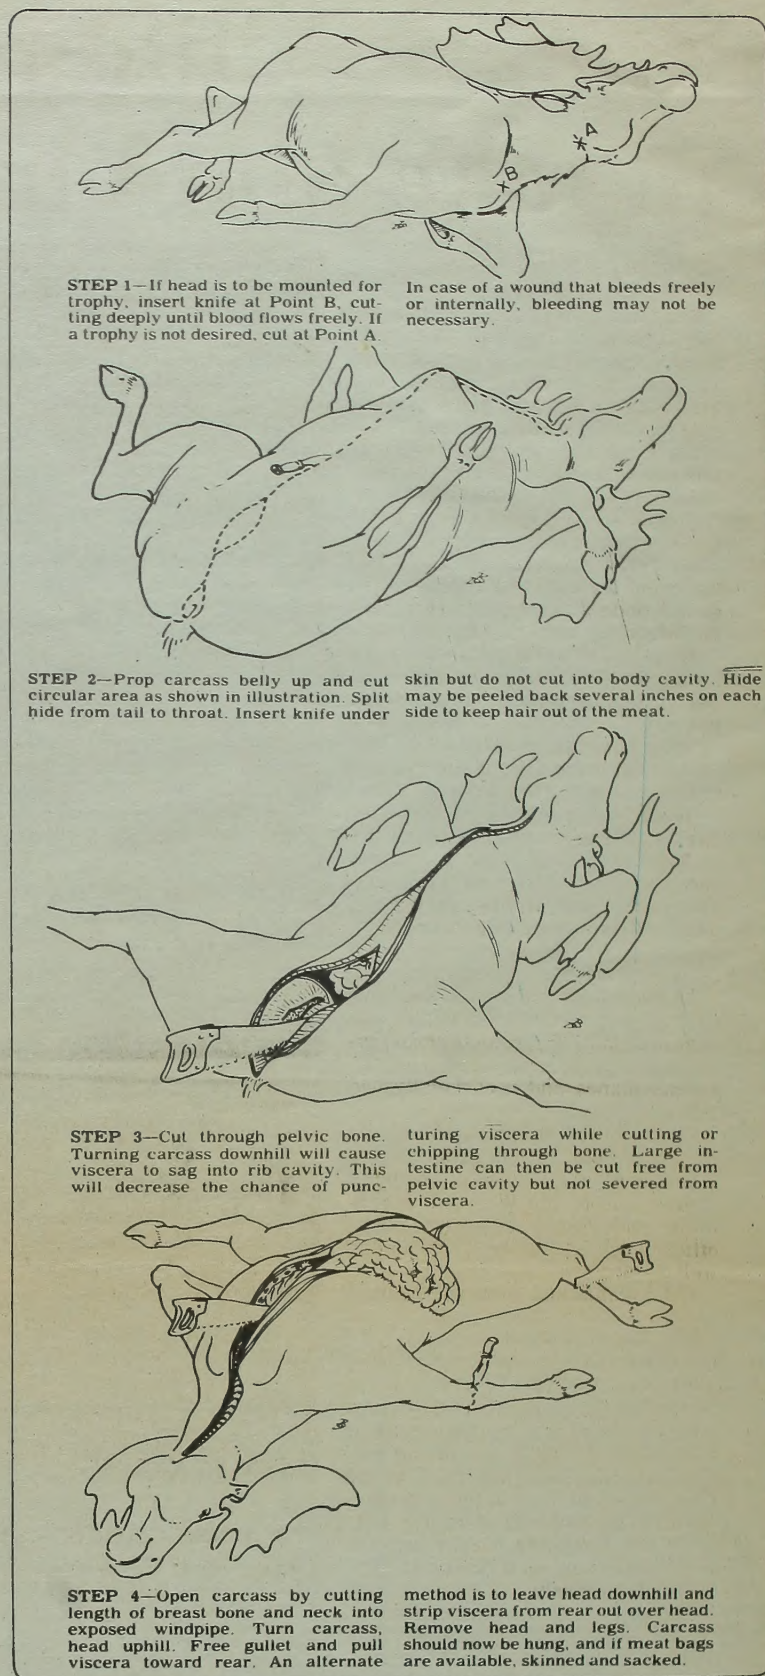 A
B
STEP 1—If head is to be mounted for
trophy, insert knife at Point B, cut-
ting deeply until blood flows freely. If
a trophy is not desired, cut at Point A.
In case of a wound that bleeds freely
or internally, bleeding may not be
necessary.
STEP 2—Prop carcass belly up and cut
circular area as shown in illustration. Split
hide from tail to throat. Insert knife under
skin but do not cut into body cavity. Hide
may be peeled back several inches on each
side to keep hair out of the meat.
STEP 3—Cut through pelvic bone.
Turning carcass downhill will cause
viscera to sag into rib cavity. This
will decrease the chance of punc-
turing viscera while cutting or
chipping through bone. Large in-
testine can then be cut free from
pelvic cavity but not severed from
viscera.
STEP 4—Open carcass by cutting
length of breast bone and neck into
exposed windpipe. Turn carcass,
head uphill. Free gullet and pull
viscera toward rear. An alternate
method is to leave head downhill and
strip viscera from rear out over head.
Remove head and legs. Carcass
should now be hung, and if meat bags
are available, skinned and sacked.